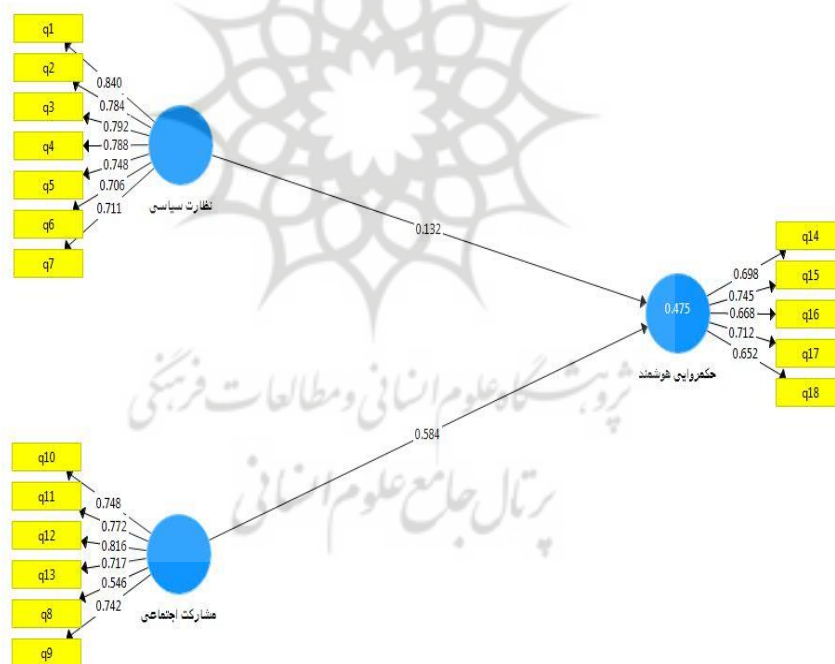 q1
q2
q3
q4
q5
q6
q7
0.840
0.784
0.792
0.788
0.748
0.706
0.711
نظارت سیاسی
0.132
q14
q15
q16
q17
q18
0.698
0.745
0.668
0.712
0.652
0.475
حکمروایی هوشمند
پژوهشگاه علوم انسانی و مطالعات فرهنگی
0.584
پرتال جامع علوم انسانی
q10
q11
q12
q13
q8
q9
0.748
0.772
0.816
0.717
0.546
0.742
مشارکت اجتماعی